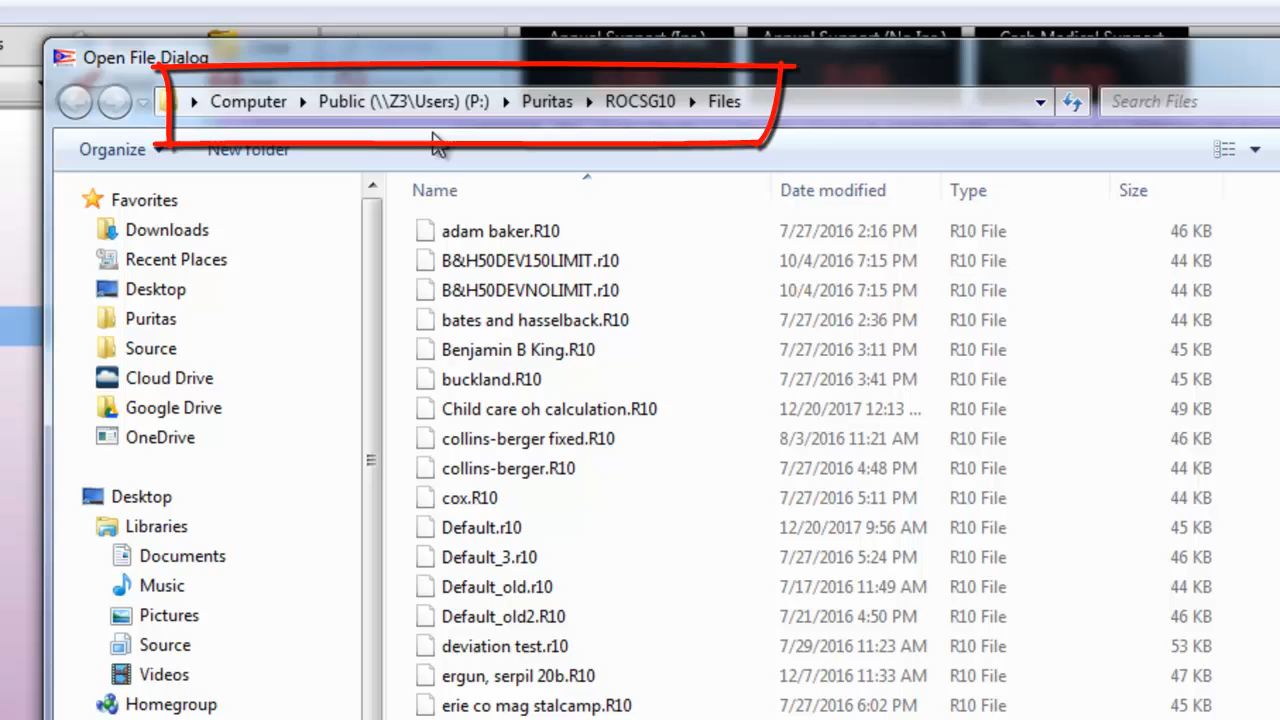 Annual Support (Ins)
Annual Support (No Ins)
Cash Medical Support
Open File Dialog
Computer
Public (\\Z3\Users) (P:)
Puritas
ROCSG10
Files
Search Files
Organize
New folder
Favorites
Downloads
Recent Places
Desktop
Puritas
Source
Cloud Drive
Google Drive
OneDrive
Desktop
Libraries
Documents
Music
Pictures
Source
Videos
Homegroup
Name Date modified Type Size
adam baker.R10 7/27/2016 2:16 PM R10 File 46 KB
B&H50DEV150LIMIT.r10 10/4/2016 7:15 PM R10 File 44 KB
B&H50DEVNOLIMIT.r10 10/4/2016 7:15 PM R10 File 44 KB
bates and hasselback.R10 7/27/2016 2:36 PM R10 File 44 KB
Benjamin B King.R10 7/27/2016 3:11 PM R10 File 45 KB
buckland.R10 7/27/2016 3:41 PM R10 File 45 KB
Child care oh calculation.R10 12/20/2017 12:13 ... R10 File 49 KB
collins-berger fixed.R10 8/3/2016 11:21 AM R10 File 46 KB
collins-berger.R10 7/27/2016 4:48 PM R10 File 44 KB
cox.R10 7/27/2016 5:11 PM R10 File 44 KB
Default.r10 12/20/2017 9:56 AM R10 File 45 KB
Default_3.r10 7/27/2016 5:24 PM R10 File 46 KB
Default_old.r10 7/17/2016 11:49 AM R10 File 44 KB
Default_old2.R10 7/21/2016 4:50 PM R10 File 46 KB
deviation test.r10 7/29/2016 11:23 AM R10 File 53 KB
ergun, serpil 20b.R10 12/7/2016 11:33 AM R10 File 47 KB
erie co mag stalcamp.R10 7/27/2016 6:02 PM R10 File 45 KB